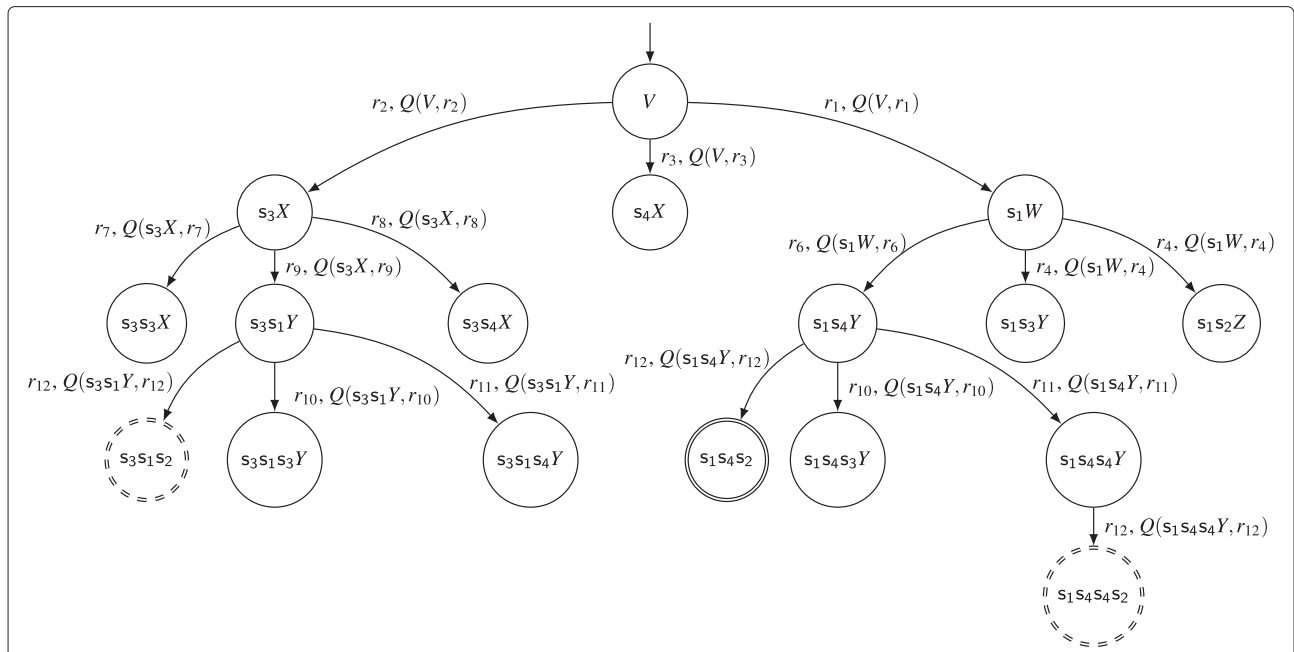 V
r₂, Q(V,r₂)
r₁, Q(V,r₁)
r₃, Q(V,r₃)
s₃X
s₄X
s₁W
r₇, Q(s₃X,r₇)
r₈, Q(s₃X,r₈)
r₉, Q(s₃X,r₉)
r₆, Q(s₁W,r₆)
r₄, Q(s₁W,r₄)
r₄, Q(s₁W,r₄)
s₃s₃X
s₃s₁Y
s₃s₄X
s₁s₄Y
s₁s₃Y
s₁s₂Z
r₁₂, Q(s₃s₁Y,r₁₂)
r₁₀, Q(s₃s₁Y,r₁₀)
r₁₁, Q(s₃s₁Y,r₁₁)
r₁₂, Q(s₁s₄Y,r₁₂)
r₁₀, Q(s₁s₄Y,r₁₀)
r₁₁, Q(s₁s₄Y,r₁₁)
s₃s₁s₂
s₃s₁s₃Y
s₃s₁s₄Y
s₁s₄s₂
s₁s₄s₃Y
s₁s₄s₄Y
r₁₂, Q(s₁s₄s₄Y,r₁₂)
s₁s₄s₄s₂